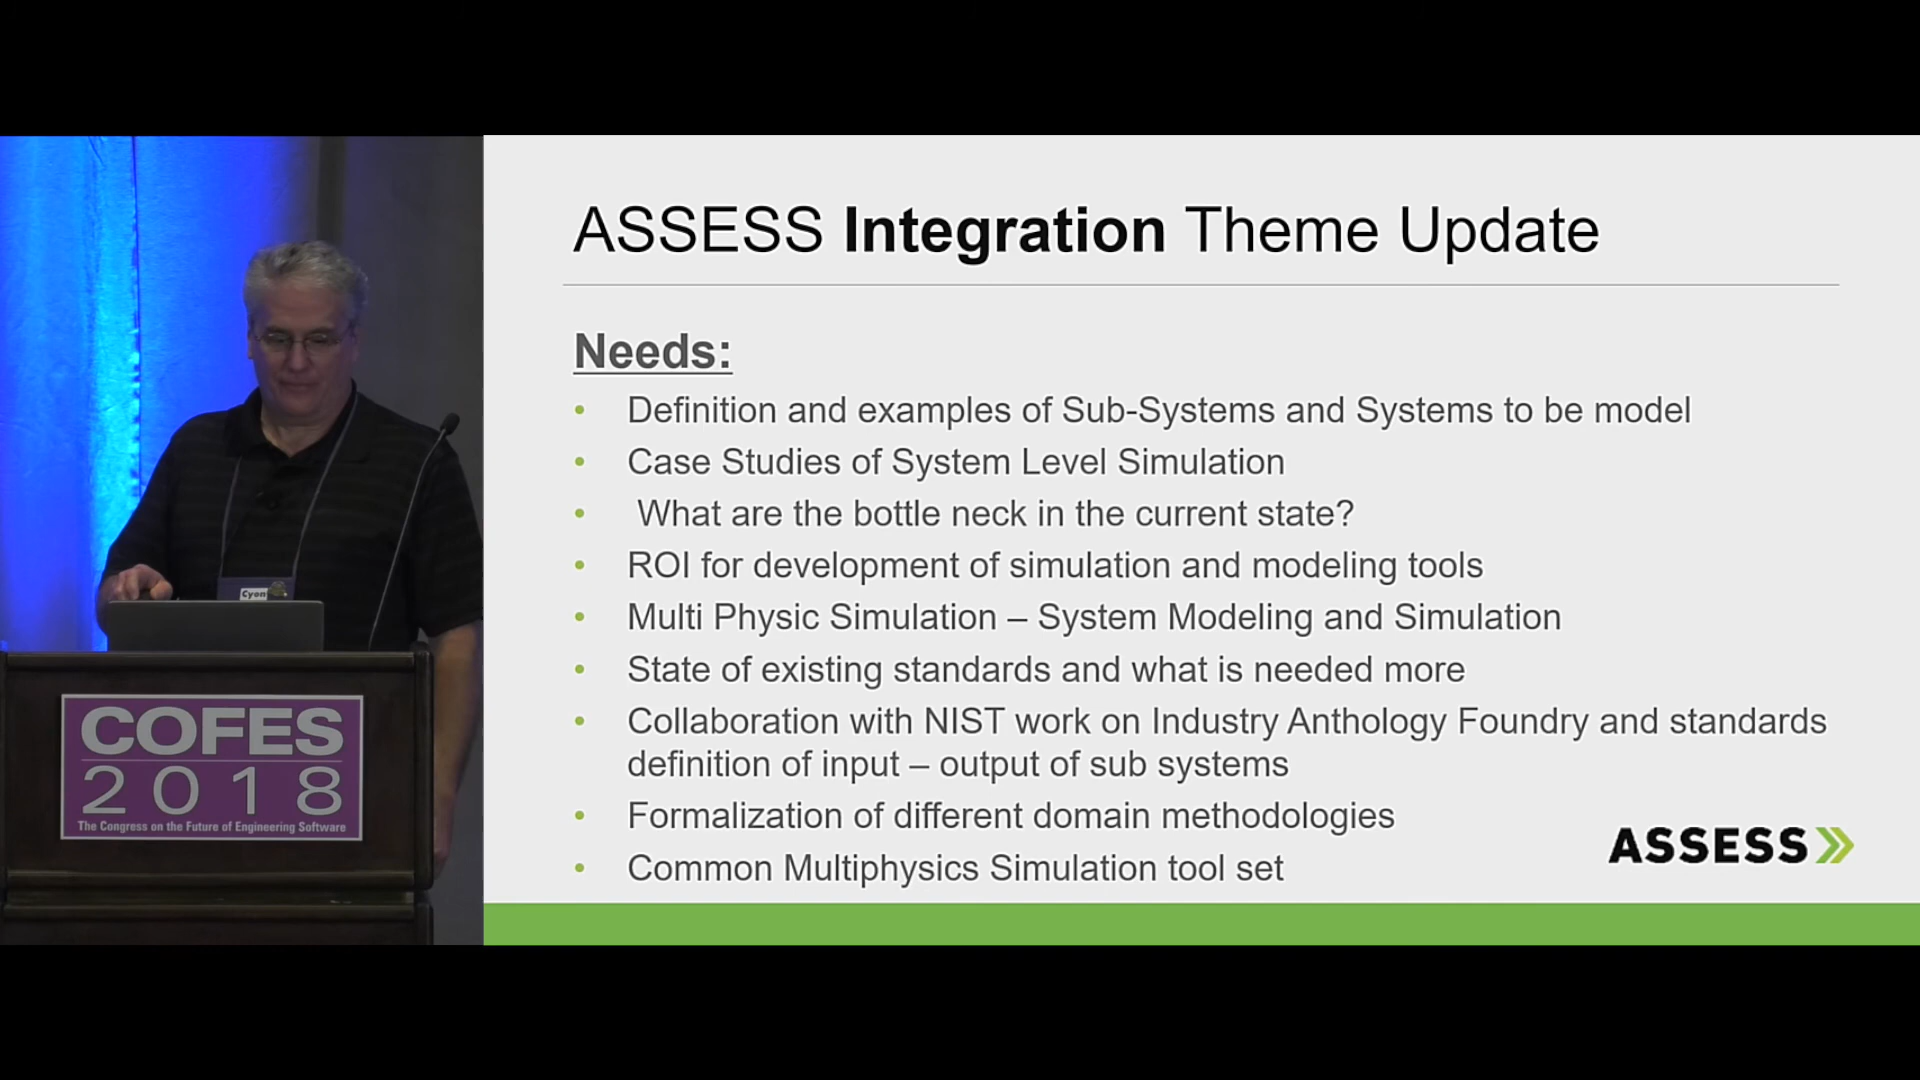 ASSESS Integration Theme Update
Needs:
• Definition and examples of Sub-Systems and Systems to be model
• Case Studies of System Level Simulation
• What are the bottle neck in the current state?
• ROI for development of simulation and modeling tools
• Multi Physic Simulation – System Modeling and Simulation
• State of existing standards and what is needed more
• Collaboration with NIST work on Industry Anthology Foundry and standards
definition of input – output of sub systems
• Formalization of different domain methodologies
• Common Multiphysics Simulation tool set
ASSESS
Cyon
COFES
2018
The Congress on the Future of Engineering Software